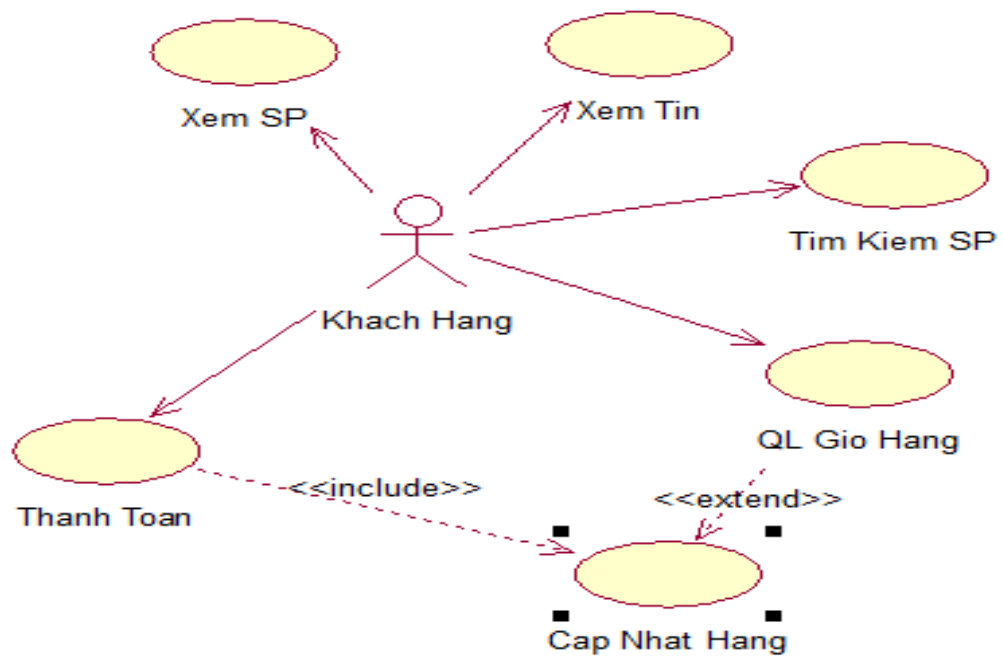 Xem SP
Xem Tin
Tim Kiem SP
Khach Hang
QL Gio Hang
<<include>>
<<extend>>
Thanh Toan
Cap Nhat Hang